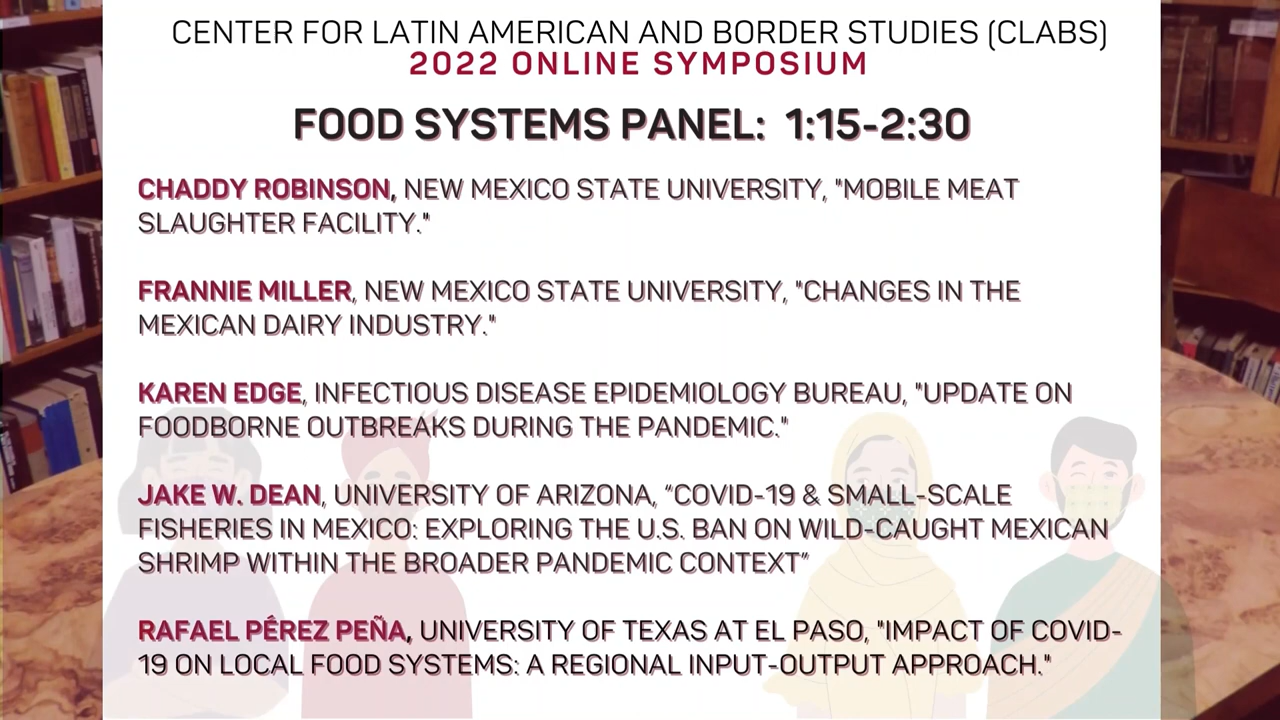 CENTER FOR LATIN AMERICAN AND BORDER STUDIES (CLABS)
2022 ONLINE SYMPOSIUM
FOOD SYSTEMS PANEL: 1:15-2:30
CHADDY ROBINSON, NEW MEXICO STATE UNIVERSITY, "MOBILE MEAT
SLAUGHTER FACILITY."
FRANNIE MILLER, NEW MEXICO STATE UNIVERSITY, "CHANGES IN THE
MEXICAN DAIRY INDUSTRY."
KAREN EDGE, INFECTIOUS DISEASE EPIDEMIOLOGY BUREAU, "UPDATE ON
FOODBORNE OUTBREAKS DURING THE PANDEMIC."
JAKE W. DEAN, UNIVERSITY OF ARIZONA, “COVID-19 & SMALL-SCALE
FISHERIES IN MEXICO: EXPLORING THE U.S. BAN ON WILD-CAUGHT MEXICAN
SHRIMP WITHIN THE BROADER PANDEMIC CONTEXT”
RAFAEL PÉREZ PEÑA, UNIVERSITY OF TEXAS AT EL PASO, "IMPACT OF COVID-
19 ON LOCAL FOOD SYSTEMS: A REGIONAL INPUT-OUTPUT APPROACH."